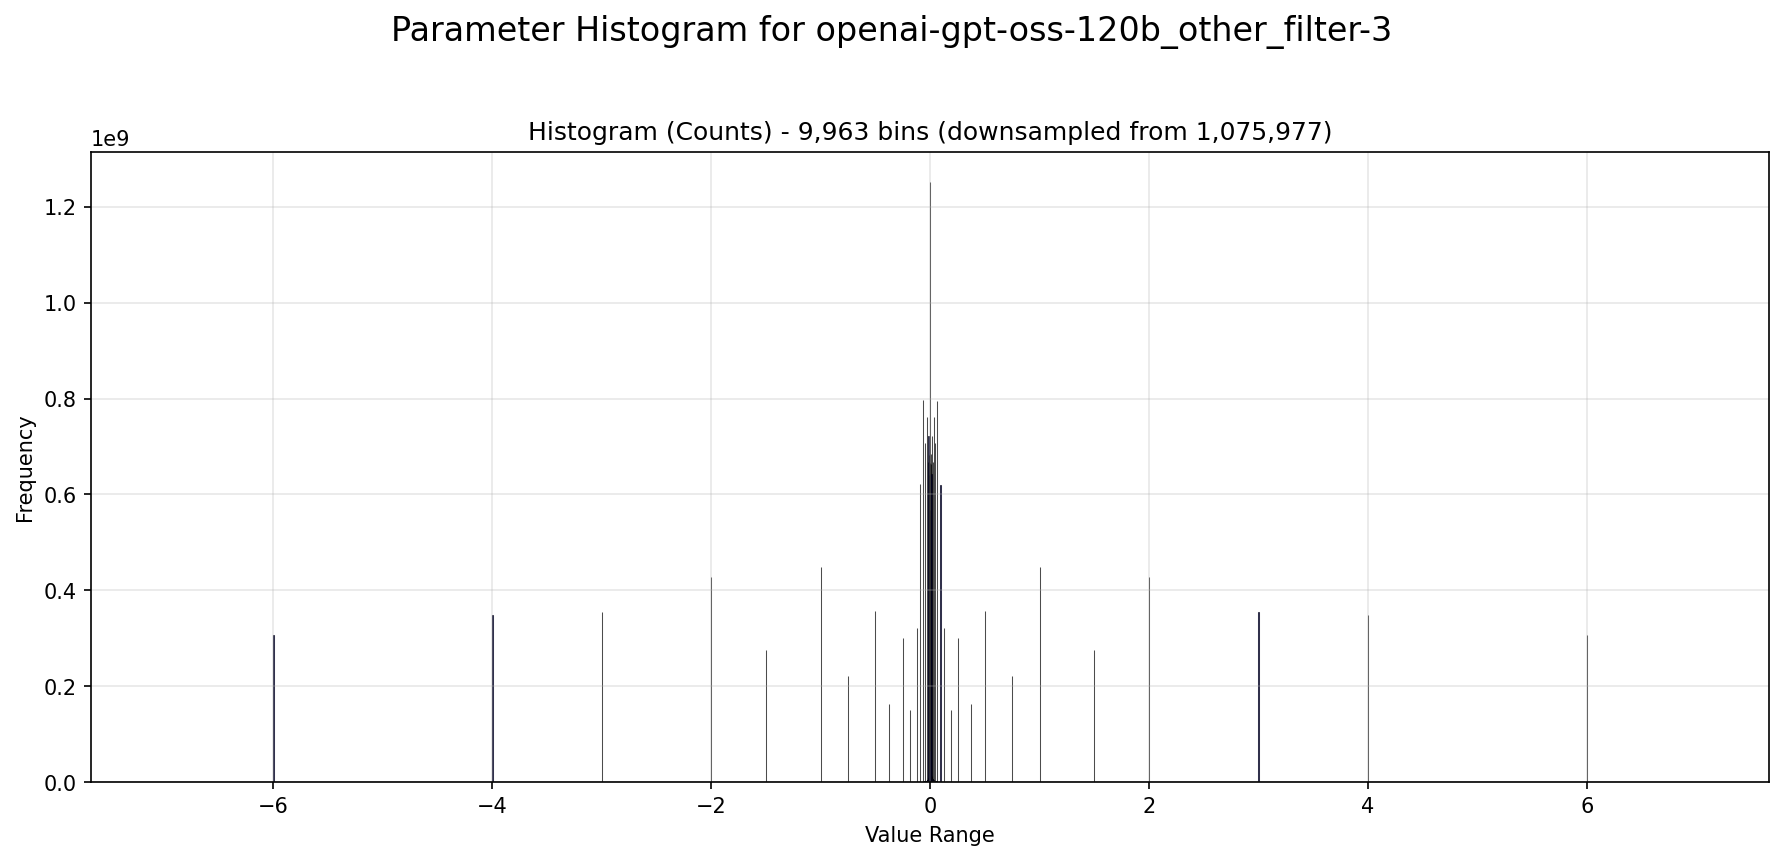 Parameter Histogram for openai-gpt-oss-120b_other_filter-3
Histogram (Counts) - 9,963 bins (downsampled from 1,075,977)
1e9
1.2
1.0
0.8
0.6
0.4
0.2
0.0
Frequency
−6 −4 −2 0 2 4 6
Value Range